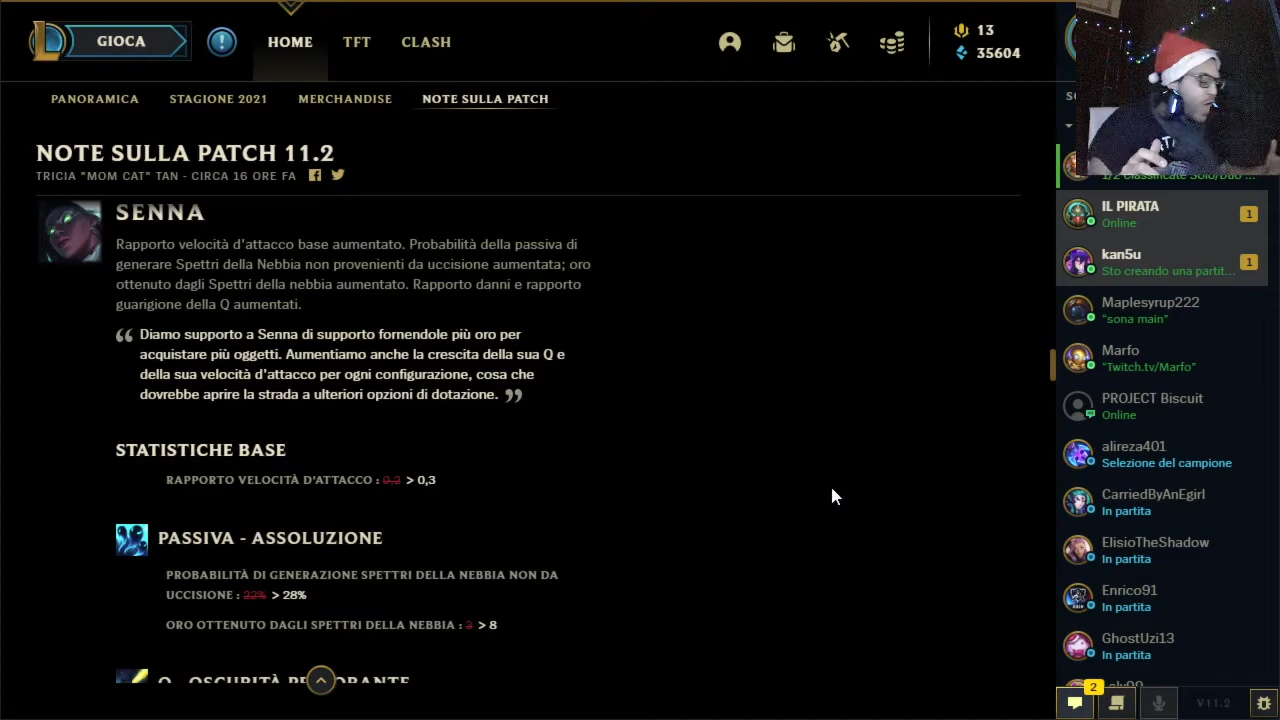 GIOCA
HOME
TFT
CLASH
13
35604
PANORAMICA
STAGIONE 2021
MERCHANDISE
NOTE SULLA PATCH
NOTE SULLA PATCH 11.2
TRICIA "MOM CAT" TAN - CIRCA 16 ORE FA
SENNA
Rapporto velocità d'attacco base aumentato. Probabilità della passiva di
generare Spettri della Nebbia non provenienti da uccisione aumentata; oro
ottenuto dagli Spettri della nebbia aumentato. Rapporto danni e rapporto
guarigione della Q aumentati.
“ Diamo supporto a Senna di supporto fornendole più oro per
acquistare più oggetti. Aumentiamo anche la crescita della sua Q e
della sua velocità d'attacco per ogni configurazione, cosa che
dovrebbe aprire la strada a ulteriori opzioni di dotazione. ”
STATISTICHE BASE
RAPPORTO VELOCITÀ D'ATTACCO : 0,2 > 0,3
PASSIVA - ASSOLUZIONE
PROBABILITÀ DI GENERAZIONE SPETTRI DELLA NEBBIA NON DA
UCCISIONE : 22% > 28%
ORO OTTENUTO DAGLI SPETTRI DELLA NEBBIA : 3 > 8
1/2 Classificate Solo/Duo ...
IL PIRATA
Online
1
kan5u
Sto creando una partit...
1
Maplesyrup222
"sona main"
Marfo
"Twitch.tv/Marfo"
PROJECT Biscuit
Online
alireza401
Selezione del campione
CarriedByAnEgirl
In partita
ElisioTheShadow
In partita
Enrico91
In partita
GhostUzi13
In partita
2
V11.2